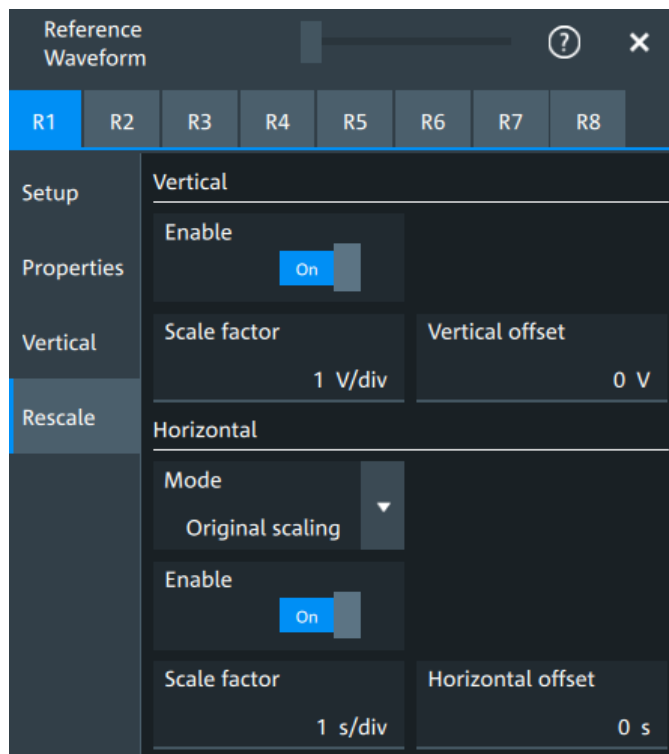 Reference
Waveform
?
R1 R2 R3 R4 R5 R6 R7 R8
Setup
Properties
Vertical
Rescale
Vertical
Enable
On
Scale factor
1 V/div
Vertical offset
0 V
Horizontal
Mode
Original scaling
Enable
On
Scale factor
1 s/div
Horizontal offset
0 s